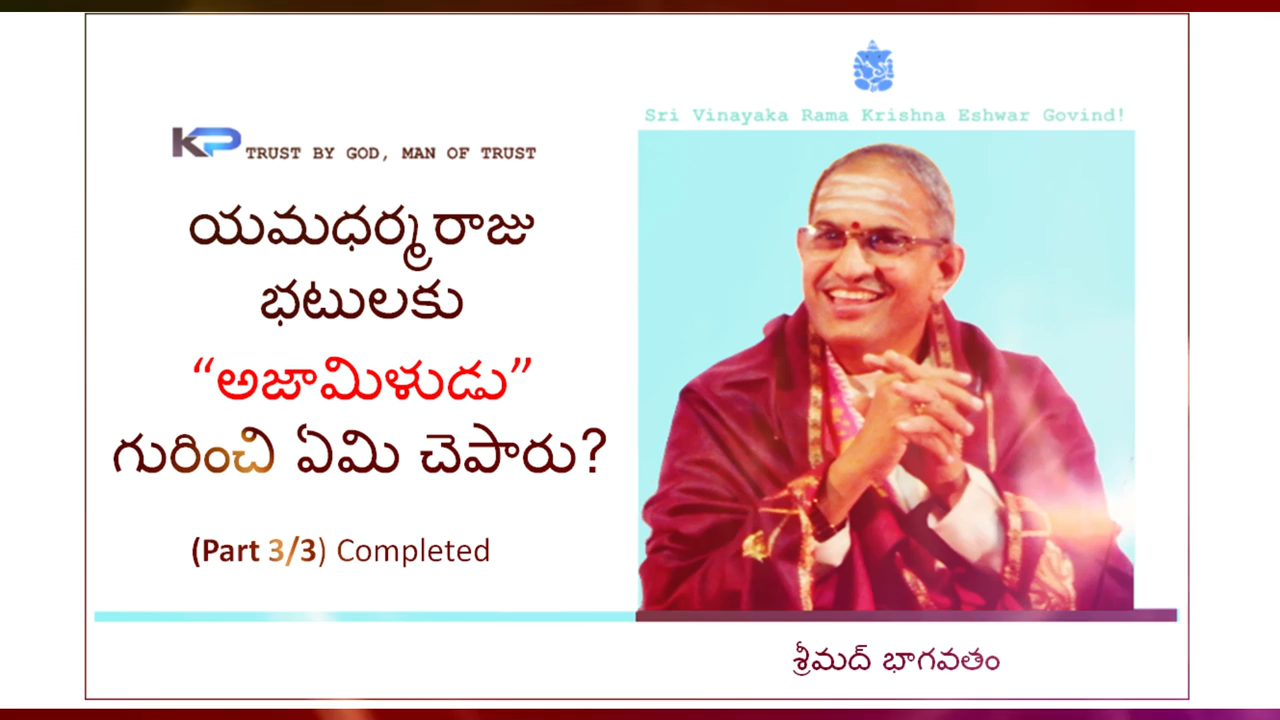 KP TRUST BY GOD, MAN OF TRUST
యమధర్మరాజు
భటులకు
“అజామిళుడు”
గురించి ఏమి చెపారు?
(Part 3/3) Completed
Sri Vinayaka Rama Krishna Eshwar Govind!
శ్రీమద్ భాగవతం